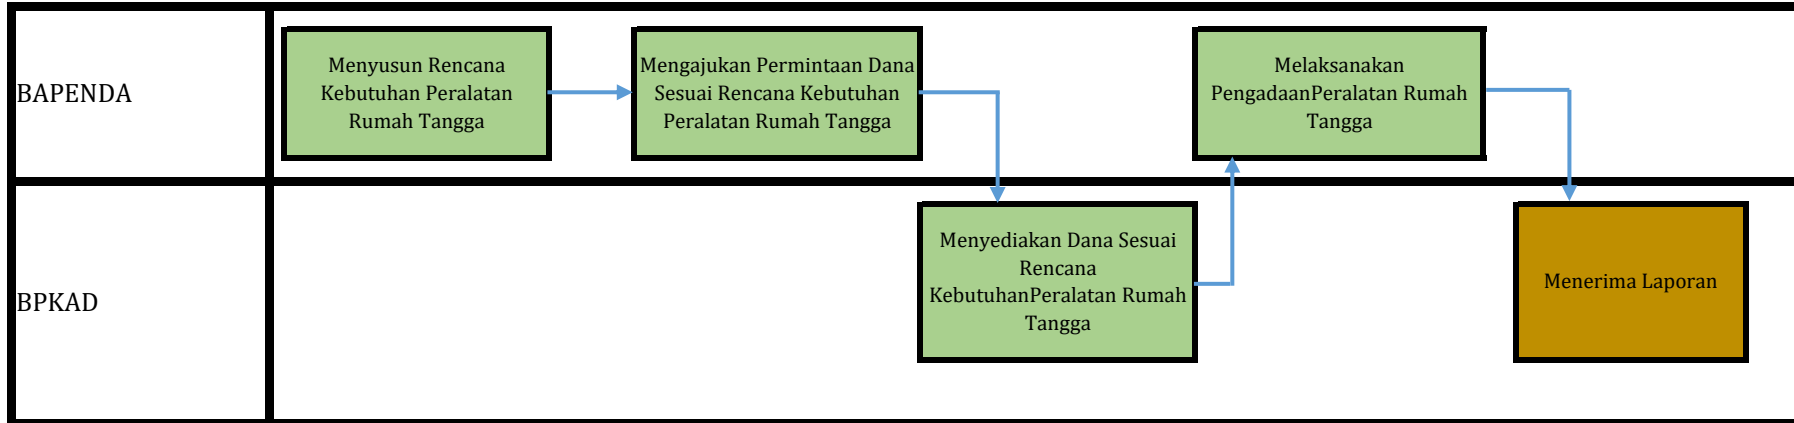 BAPENDA
Menyusun Rencana
Kebutuhan Peralatan
Rumah Tangga
Mengajukan Permintaan Dana
Sesuai Rencana Kebutuhan
Peralatan Rumah Tangga
Melaksanakan
PengadaanPeralatan Rumah
Tangga
BPKAD
Menyediakan Dana Sesuai
Rencana
KebutuhanPeralatan Rumah
Tangga
Menerima Laporan